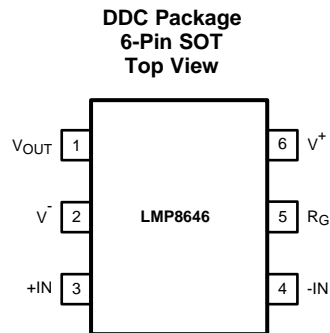 DDC Package
6-Pin SOT
Top View
VOUT 1 6 V+
V- 2 LMP8646 5 RG
+IN 3 4 -IN